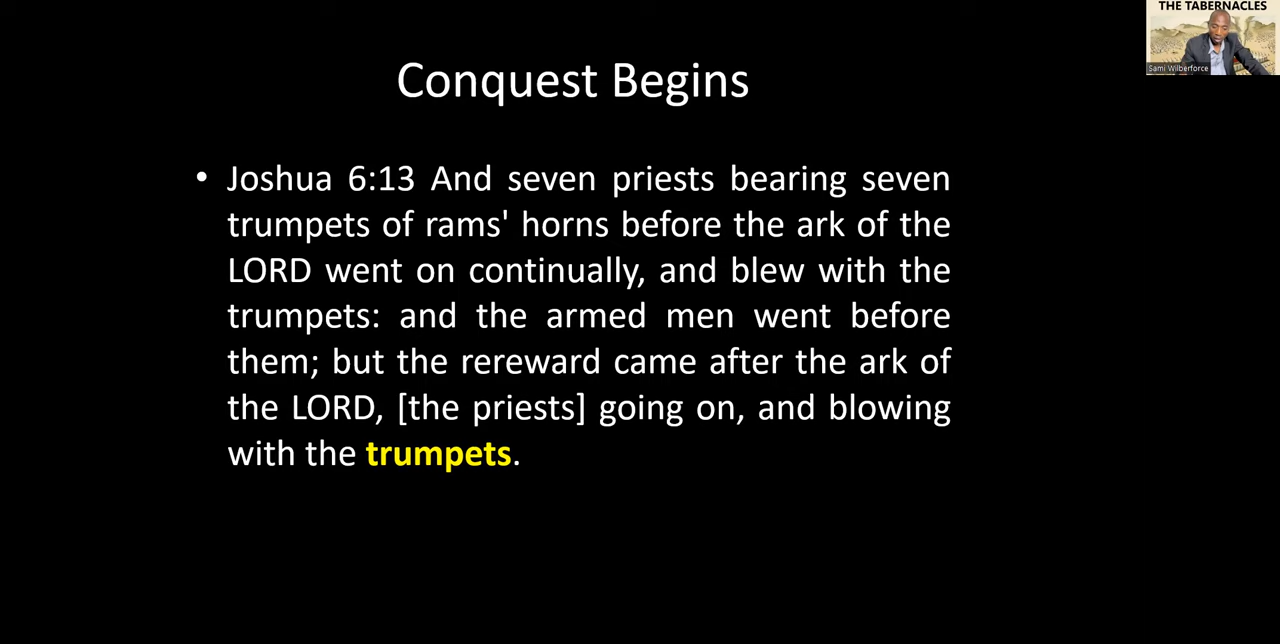 THE TABERNACLES
Sami Wilberforce
Conquest Begins
• Joshua 6:13 And seven priests bearing seven
trumpets of rams' horns before the ark of the
LORD went on continually, and blew with the
trumpets: and the armed men went before
them; but the rereward came after the ark of
the LORD, [the priests] going on, and blowing
with the trumpets.